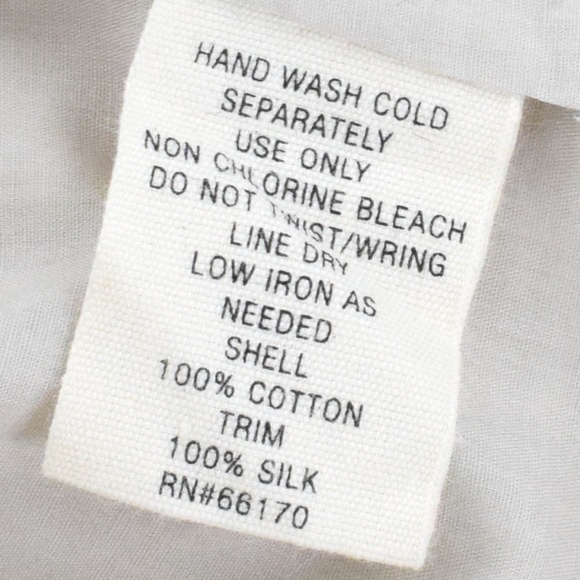 HAND WASH COLD
SEPARATELY
USE ONLY
NON CHLORINE BLEACH
DO NOT TWIST/WRING
LINE DRY
LOW IRON AS
NEEDED
SHELL
100% COTTON
TRIM
100% SILK
RN#66170